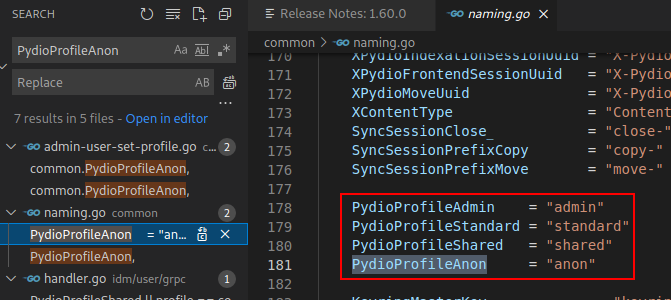 SEARCH
PydioProfileAnon
Aa
Ab
.*
Replace
AB
...
7 results in 5 files - Open in editor
admin-user-set-profile.go c... 2
common.PydioProfileAnon,
common.PydioProfileAnon,
naming.go common 2
PydioProfileAnon = "an...
PydioProfileAnon,
handler.go idm/user/grpc
Release Notes: 1.60.0
naming.go
common > naming.go
170 XPydioIndexationSessionUuid = "X-Pydi
171 XPydioFrontendSessionUuid = "X-Pydio
172 XPydioMoveUuid = "X-Pydio
173 XContentType = "Content
174 SyncSessionClose_ = "close-"
175 SyncSessionPrefixCopy = "copy-"
176 SyncSessionPrefixMove = "move-"
177
178 PydioProfileAdmin = "admin"
179 PydioProfileStandard = "standard"
180 PydioProfileShared = "shared"
181 PydioProfileAnon = "anon"